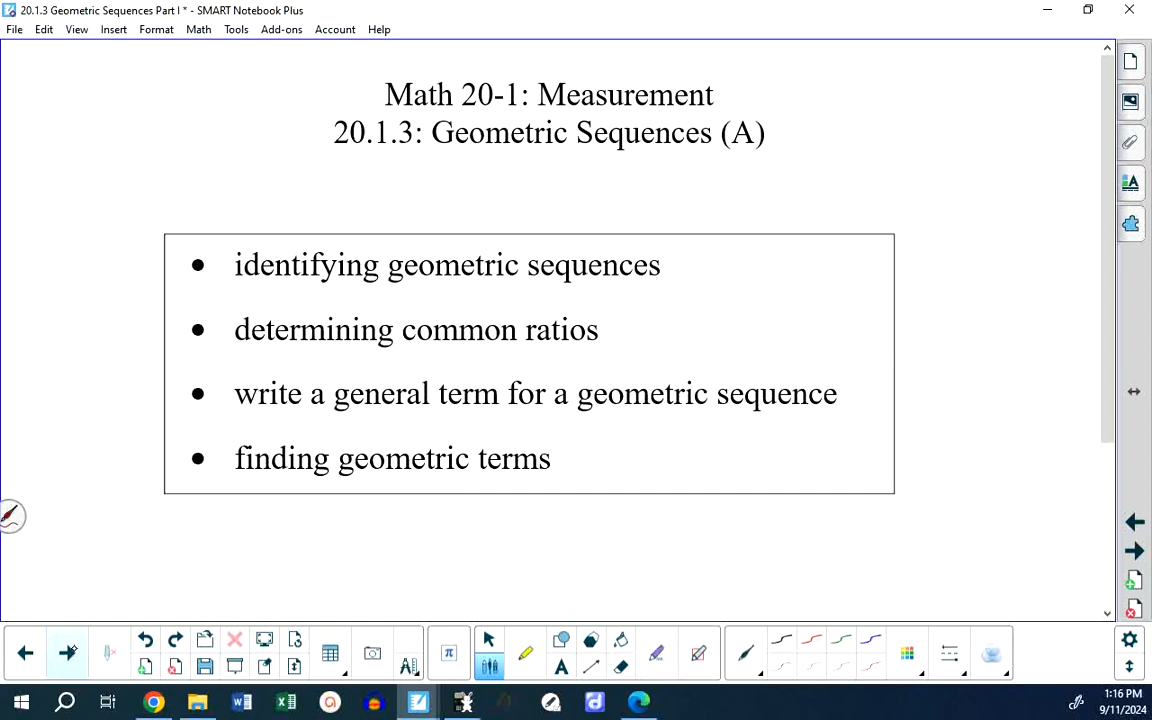 20.1.3 Geometric Sequences Part I * - SMART Notebook Plus
File Edit View Insert Format Math Tools Add-ons Account Help
Math 20-1: Measurement
20.1.3: Geometric Sequences (A)
• identifying geometric sequences
• determining common ratios
• write a general term for a geometric sequence
• finding geometric terms
1:16 PM
9/11/2024